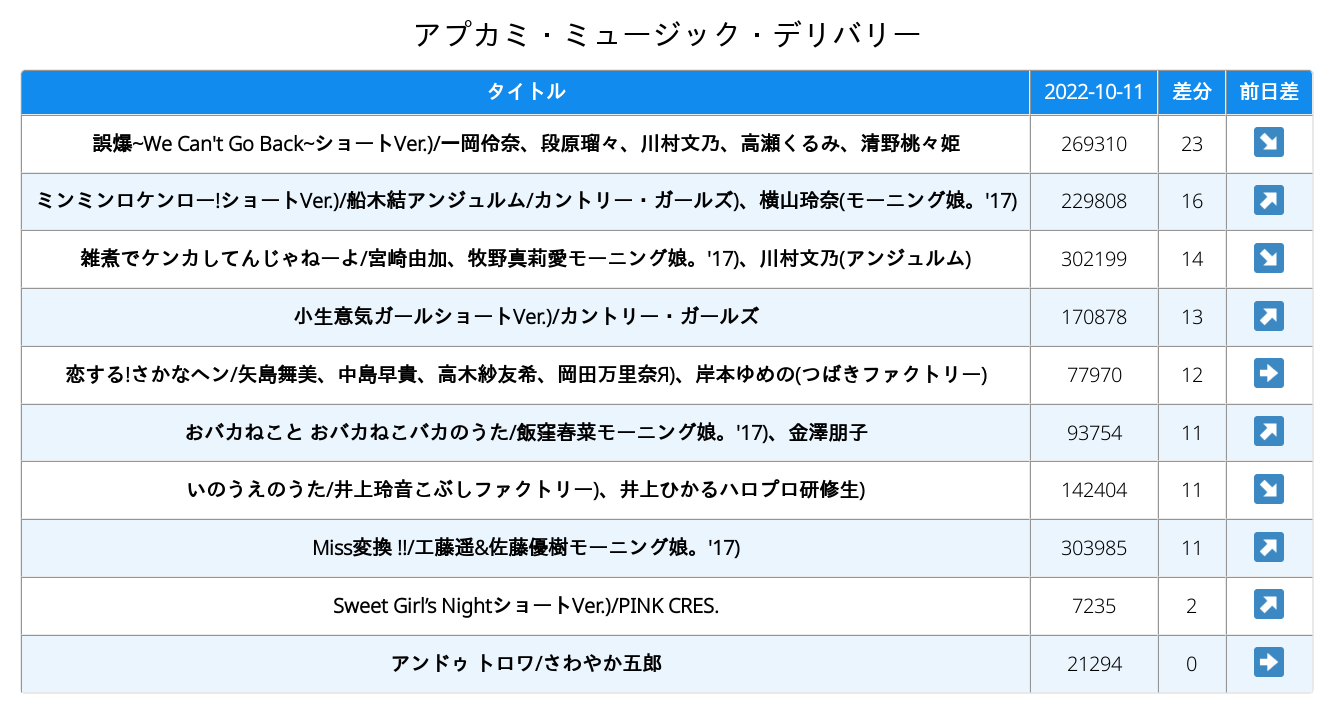 アプカミ・ミュージック・デリバリー
タイトル 2022-10-11 差分 前日差
誤爆~We Can't Go Back~ショートVer.)/一岡伶奈、段原瑠々、川村文乃、高瀬くるみ、清野桃々姫 269310 23 ↘
ミンミンロケンロー!ショートVer.)/船木結アンジュルム/カントリー・ガールズ)、横山玲奈(モーニング娘。'17) 229808 16 ↗
雑煮でケンカしてんじゃねーよ/宮崎由加、牧野真莉愛モーニング娘。'17)、川村文乃(アンジュルム) 302199 14 ↘
小生意気ガールショートVer.)/カントリー・ガールズ 170878 13 ↗
恋する!さかなヘン/矢島舞美、中島早貴、高木紗友希、岡田万里奈Я)、岸本ゆめの(つばきファクトリー) 77970 12 ➡
おバカねこと おバカねこバカのうた/飯窪春菜モーニング娘。'17)、金澤朋子 93754 11 ↗
いのうえのうた/井上玲音こぶしファクトリー)、井上ひかるハロプロ研修生) 142404 11 ↘
Miss変換 !!/工藤遥&佐藤優樹モーニング娘。'17) 303985 11 ↗
Sweet Girl’s NightショートVer.)/PINK CRES. 7235 2 ↗
アンドゥ トロワ/さわやか五郎 21294 0 ➡